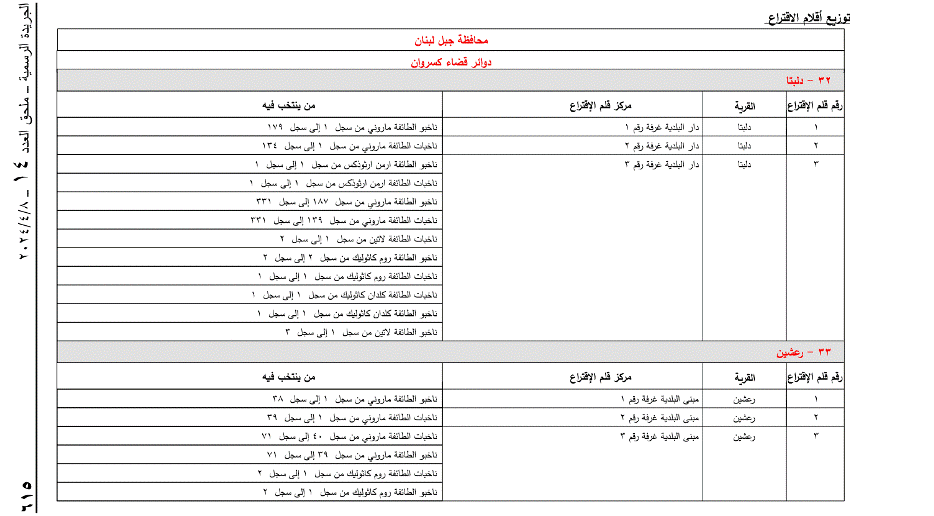 الجريدة الرسمية – ملحق العدد ١٤ – ٢٠٢٤/٤/٨
توزيع أقلام الاقتراع
محافظة جبل لبنان
دوائر قضاء كسروان
٣٢ - دلبتا
رقم قلم الإقتراع القرية مركز قلم الإقتراع من ينتخب فيه
١ دلبتا دار البلدية غرفة رقم ١ ناخبو الطائفة ماروني من سجل ١ إلى سجل ١٧٩
٢ دلبتا دار البلدية غرفة رقم ٢ ناخبات الطائفة ماروني من سجل ١ إلى سجل ١٣٤
٣ دلبتا دار البلدية غرفة رقم ٣ ناخبو الطائفة ارمن ارثوذكس من سجل ١ إلى سجل ١
ناخبات الطائفة ارمن ارثوذكس من سجل ١ إلى سجل ١
ناخبو الطائفة ماروني من سجل ١٨٧ إلى سجل ٣٣١
ناخبات الطائفة ماروني من سجل ١٣٩ إلى سجل ٣٣١
ناخبات الطائفة لاتين من سجل ١ إلى سجل ٢
ناخبو الطائفة روم كاثوليك من سجل ٢ إلى سجل ٢
ناخبات الطائفة روم كاثوليك من سجل ١ إلى سجل ١
ناخبات الطائفة كلدان كاثوليك من سجل ١ إلى سجل ١
ناخبو الطائفة كلدان كاثوليك من سجل ١ إلى سجل ١
ناخبو الطائفة لاتين من سجل ١ إلى سجل ٣
٣٣ - رعشين
رقم قلم الإقتراع القرية مركز قلم الإقتراع من ينتخب فيه
١ رعشين مبنى البلدية غرفة رقم ١ ناخبو الطائفة ماروني من سجل ١ إلى سجل ٣٨
٢ رعشين مبنى البلدية غرفة رقم ٢ ناخبات الطائفة ماروني من سجل ١ إلى سجل ٣٩
٣ رعشين مبنى البلدية غرفة رقم ٣ ناخبات الطائفة ماروني من سجل ٤٠ إلى سجل ٧١
ناخبو الطائفة ماروني من سجل ٣٩ إلى سجل ٧١
ناخبات الطائفة روم كاثوليك من سجل ١ إلى سجل ٢
ناخبو الطائفة روم كاثوليك من سجل ١ إلى سجل ٢
٦١٥